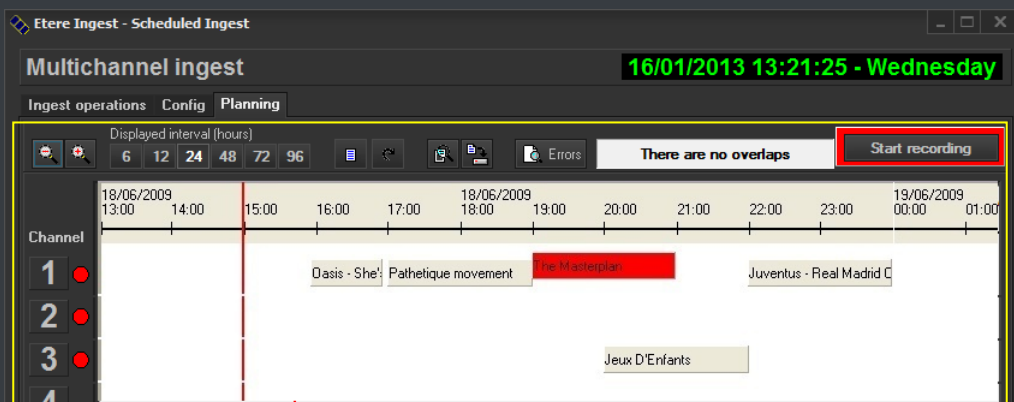 Etere Ingest - Scheduled Ingest
Multichannel ingest 16/01/2013 13:21:25 - Wednesday
Ingest operations Config Planning
Displayed interval (hours)
6 12 24 48 72 96 Errors There are no overlaps Start recording
18/06/2009 18/06/2009 19/06/2009
13:00 14:00 15:00 16:00 17:00 18:00 19:00 20:00 21:00 22:00 23:00 00:00 01:00
Channel
1 Oasis - She's Pathetique movement The Masterplan Juventus - Real Madrid C
2
3 Jeux D'Enfants
4